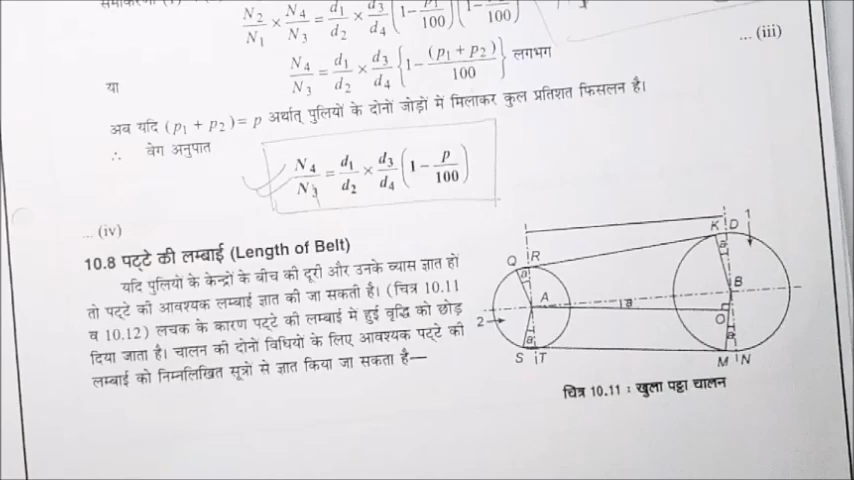 समीकरणों
N₂/N₁ × N₄/N₃ = d₁/d₂ × d₃/d₄ (1 − p₁/100) (1 − /100)
... (iii)
या N₄/N₃ = d₁/d₂ × d₃/d₄ {1 − (p₁ + p₂)/100} लगभग
अब यदि (p₁ + p₂) = p अर्थात् पुलियों के दोनों जोड़ों में मिलाकर कुल प्रतिशत फिसलन है।
∴ वेग अनुपात
N₄/N₃ = d₁/d₂ × d₃/d₄ (1 − p/100)
... (iv)
10.8 पट्टे की लम्बाई (Length of Belt)
यदि पुलियों के केन्द्रों के बीच की दूरी और उनके व्यास ज्ञात हों
तो पट्टे की आवश्यक लम्बाई ज्ञात की जा सकती है। (चित्र 10.11
व 10.12) लचक के कारण पट्टे की लम्बाई में हुई वृद्धि को छोड़
दिया जाता है। चालन की दोनों विधियों के लिए आवश्यक पट्टे की
लम्बाई को निम्नलिखित सूत्रों से ज्ञात किया जा सकता है—
K D 1
Q R a
a B
A a
2 O
a a
S T M N
चित्र 10.11 : खुला पट्टा चालन